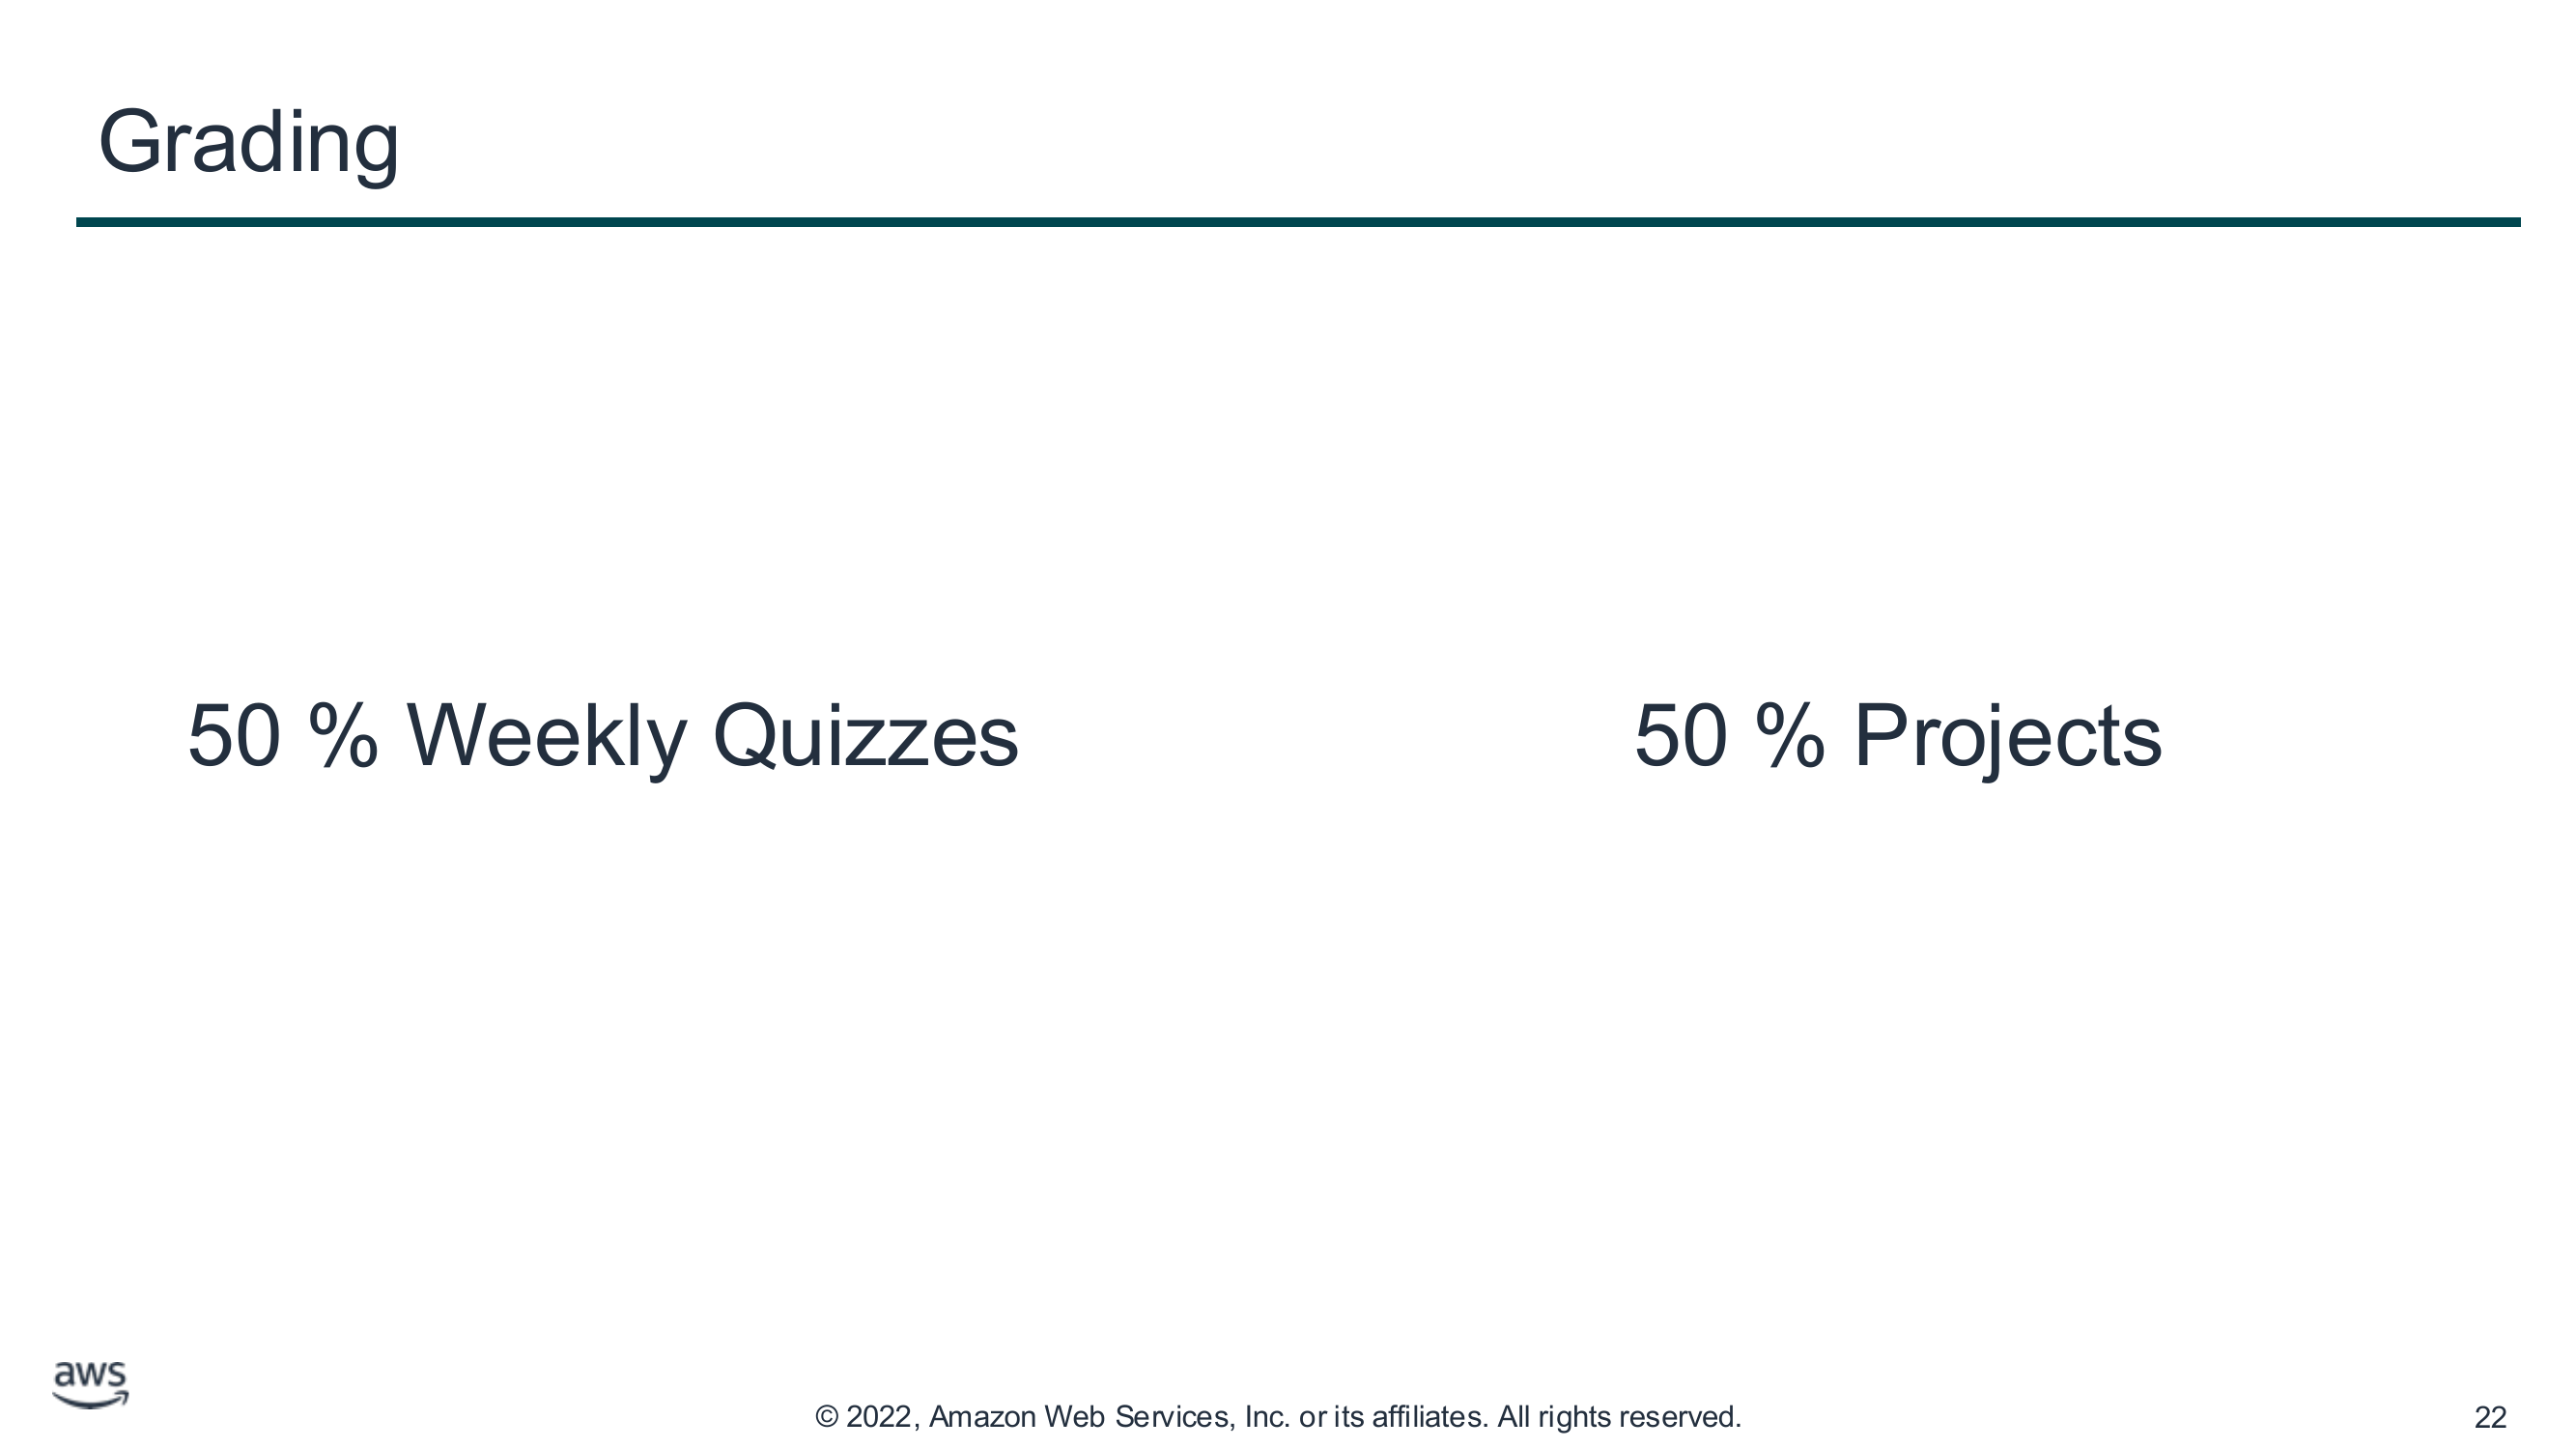 Grading
50 % Weekly Quizzes
50 % Projects
aws
© 2022, Amazon Web Services, Inc. or its affiliates. All rights reserved.
22